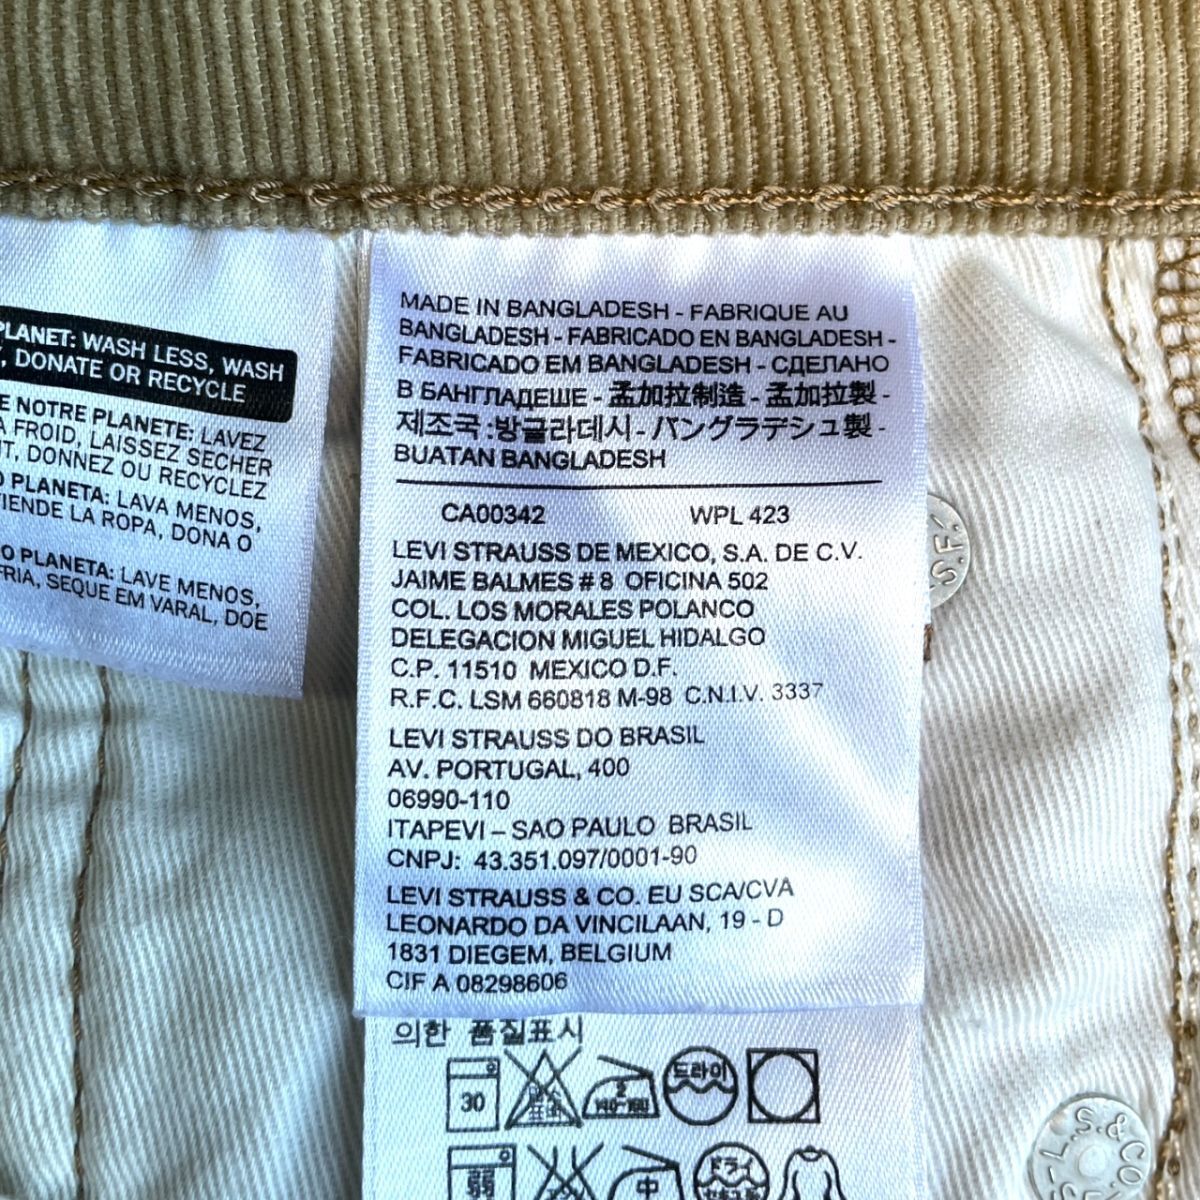 PLANET: WASH LESS, WASH
, DONATE OR RECYCLE
E NOTRE PLANETE: LAVEZ
A FROID, LAISSEZ SECHER
T, DONNEZ OU RECYCLEZ
O PLANETA: LAVA MENOS,
TIENDE LA ROPA, DONA O
O PLANETA: LAVE MENOS,
FRIA, SEQUE EM VARAL, DOE
MADE IN BANGLADESH - FABRIQUE AU
BANGLADESH - FABRICADO EN BANGLADESH -
FABRICADO EM BANGLADESH - СДЕЛАНО
В БАНГЛАДЕШЕ - 孟加拉制造 - 孟加拉製 -
제조국 :방글라데시 - バングラデシュ製 -
BUATAN BANGLADESH
CA00342 WPL 423
LEVI STRAUSS DE MEXICO, S.A. DE C.V.
JAIME BALMES # 8 OFICINA 502
COL. LOS MORALES POLANCO
DELEGACION MIGUEL HIDALGO
C.P. 11510 MEXICO D.F.
R.F.C. LSM 660818 M-98 C.N.I.V. 3337
LEVI STRAUSS DO BRASIL
AV. PORTUGAL, 400
06990-110
ITAPEVI – SAO PAULO BRASIL
CNPJ: 43.351.097/0001-90
LEVI STRAUSS & CO. EU SCA/CVA
LEONARDO DA VINCILAAN, 19 - D
1831 DIEGEM, BELGIUM
CIF A 08298606
의한 품질표시
30 드라이
ドライ
中
S.F.
L.S.&CO.